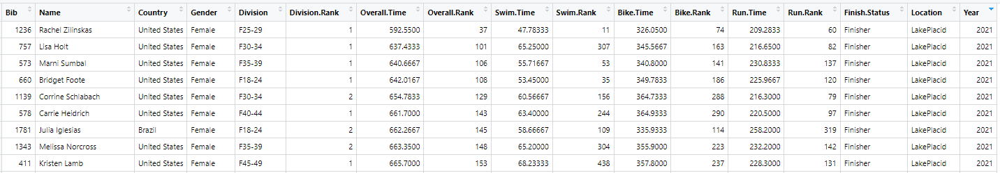 Bib Name Country Gender Division Division.Rank Overall.Time Overall.Rank Swim.Time Swim.Rank Bike.Time Bike.Rank Run.Time Run.Rank Finish.Status Location Year
1236 Rachel Zilinskas United States Female F25-29 1 592.5500 37 47.78333 11 326.0500 74 209.2833 60 Finisher LakePlacid 2021
757 Lisa Holt United States Female F30-34 1 637.4333 101 65.25000 307 345.5667 163 216.6500 82 Finisher LakePlacid 2021
573 Marni Sumbal United States Female F35-39 1 640.6667 106 55.71667 53 340.8000 141 230.8333 137 Finisher LakePlacid 2021
660 Bridget Foote United States Female F18-24 1 642.0167 108 53.45000 35 349.7833 186 225.9667 120 Finisher LakePlacid 2021
1139 Corrine Schlabach United States Female F30-34 2 654.7833 129 60.56667 156 364.7333 288 216.3000 79 Finisher LakePlacid 2021
578 Carrie Heidrich United States Female F40-44 1 661.7000 143 63.40000 244 364.9333 290 220.5000 97 Finisher LakePlacid 2021
1781 Julia Iglesias Brazil Female F18-24 2 662.2667 145 58.66667 109 335.9333 114 258.2000 319 Finisher LakePlacid 2021
1343 Melissa Norcross United States Female F35-39 2 663.3500 148 65.20000 304 355.9000 223 232.2000 142 Finisher LakePlacid 2021
411 Kristen Lamb United States Female F45-49 1 665.7000 153 68.23333 438 357.8000 237 228.3000 131 Finisher LakePlacid 2021